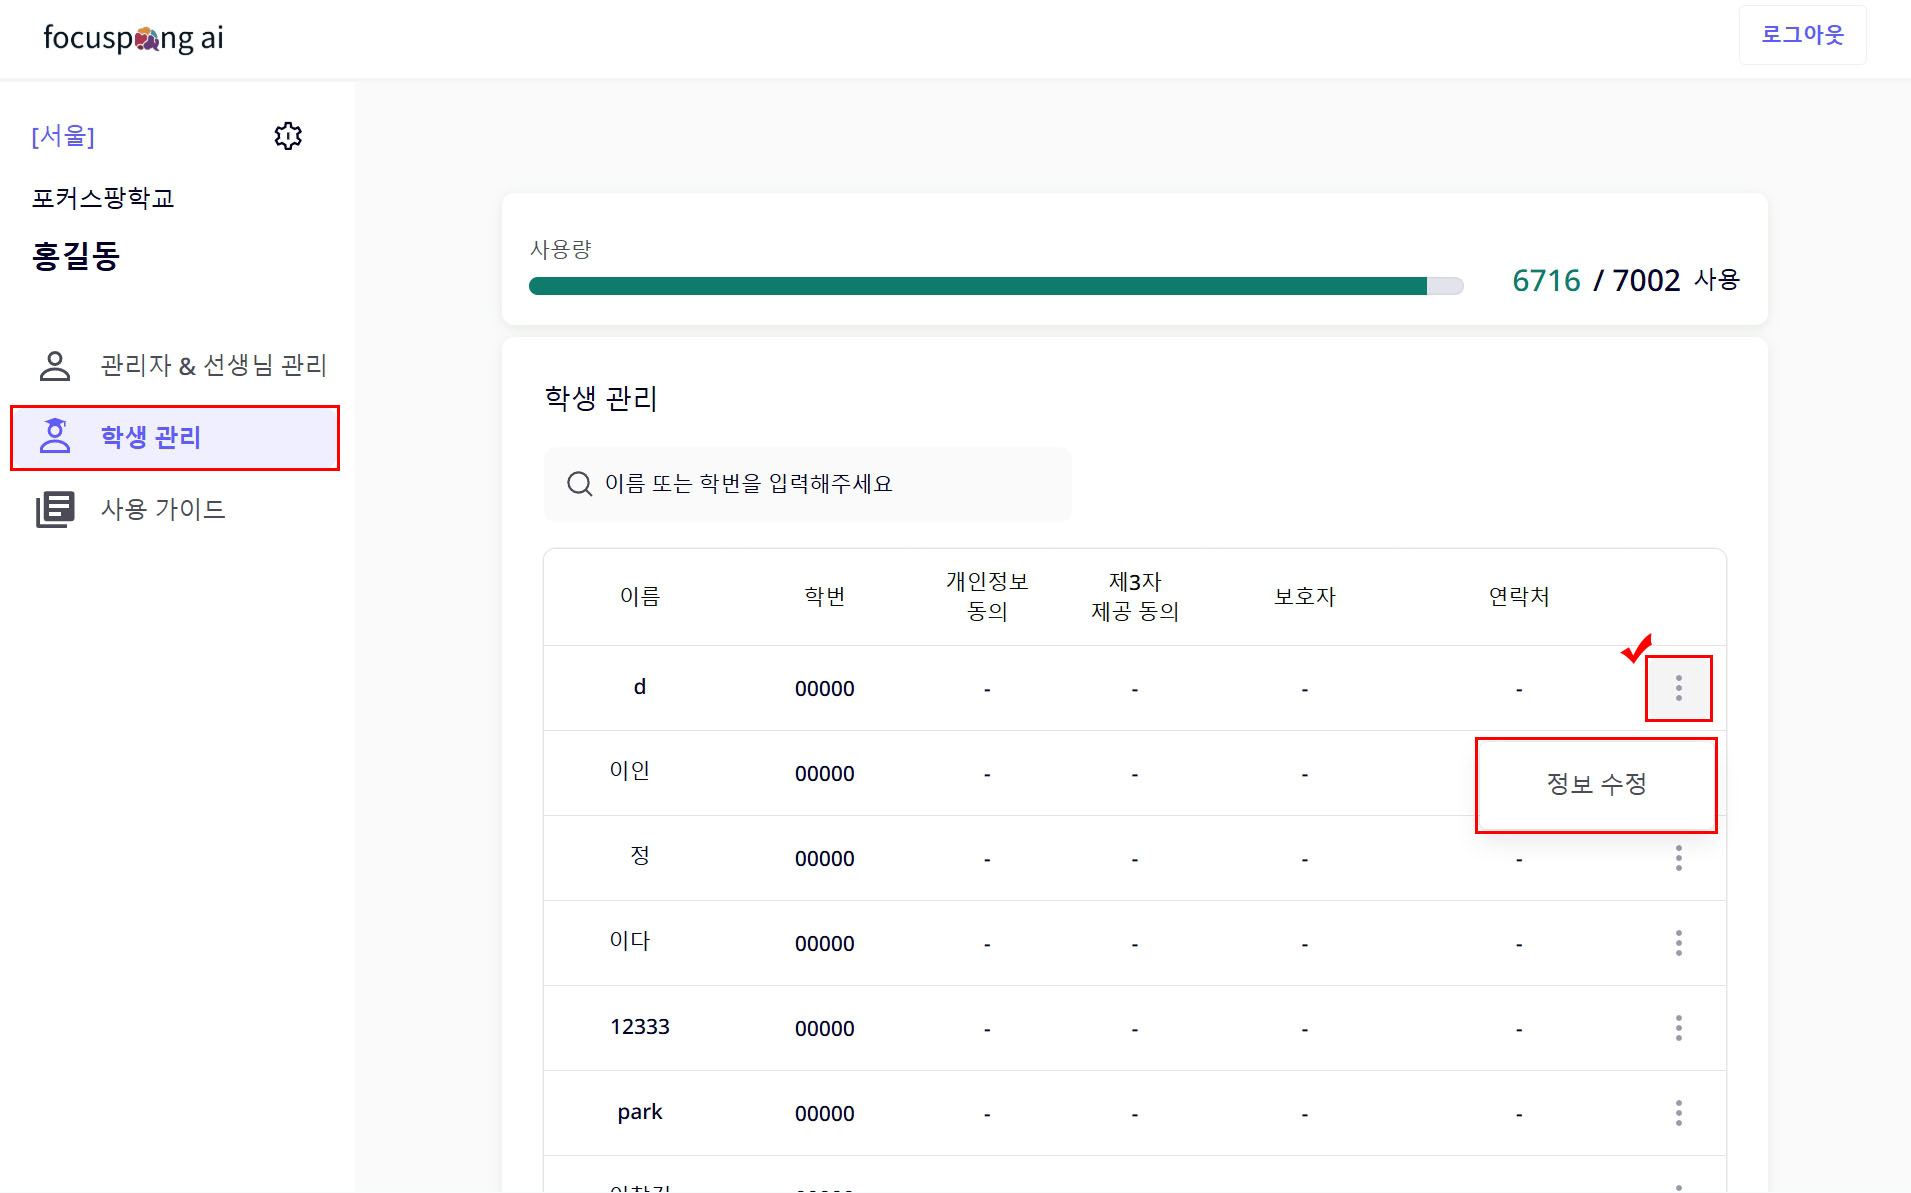 focuspang ai
로그아웃
[서울]
포커스팡학교
홍길동
관리자 & 선생님 관리
학생 관리
사용 가이드
사용량
6716 / 7002 사용
학생 관리
이름 또는 학번을 입력해주세요
이름 학번 개인정보 동의 제3자 제공 동의 보호자 연락처
d 00000 - - - -
이인 00000 - - -
정보 수정
정 00000 - - - -
이다 00000 - - - -
12333 00000 - - - -
park 00000 - - - -